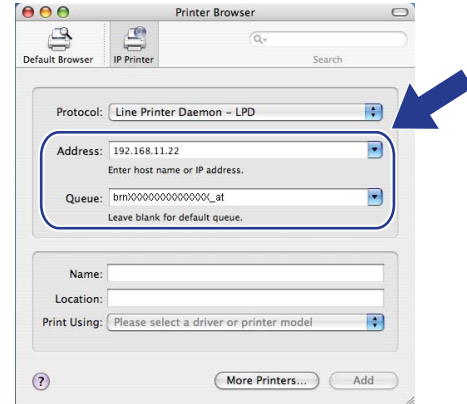 Printer Browser
Default Browser
IP Printer
Search
Protocol: Line Printer Daemon – LPD
Address: 192.168.11.22
Enter host name or IP address.
Queue: brnXXXXXXXXXXXX_at
Leave blank for default queue.
Name:
Location:
Print Using: Please select a driver or printer model
? More Printers... Add